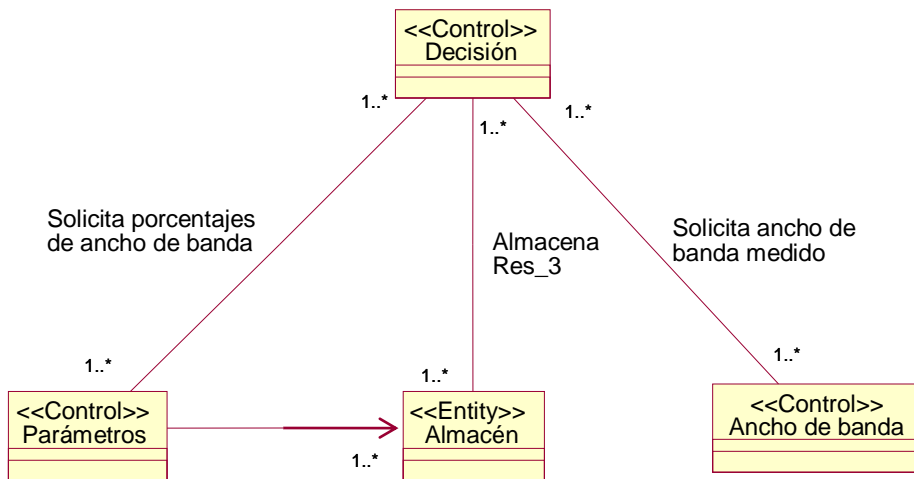 <<Control>>
Decisión
1..*
1..*
1..*
Solicita porcentajes
de ancho de banda
Almacena
Res_3
Solicita ancho de
banda medido
1..*
1..*
1..*
<<Control>>
Parámetros
1..*
<<Entity>>
Almacén
<<Control>>
Ancho de banda